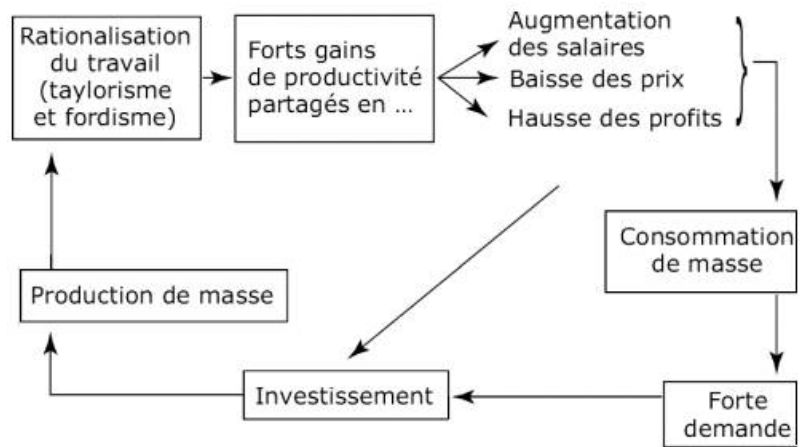 Rationalisation
du travail
(taylorisme
et fordisme)
Forts gains
de productivité
partagés en ...
Augmentation
des salaires
Baisse des prix
Hausse des profits
Consommation
de masse
Production de masse
Investissement
Forte
demande